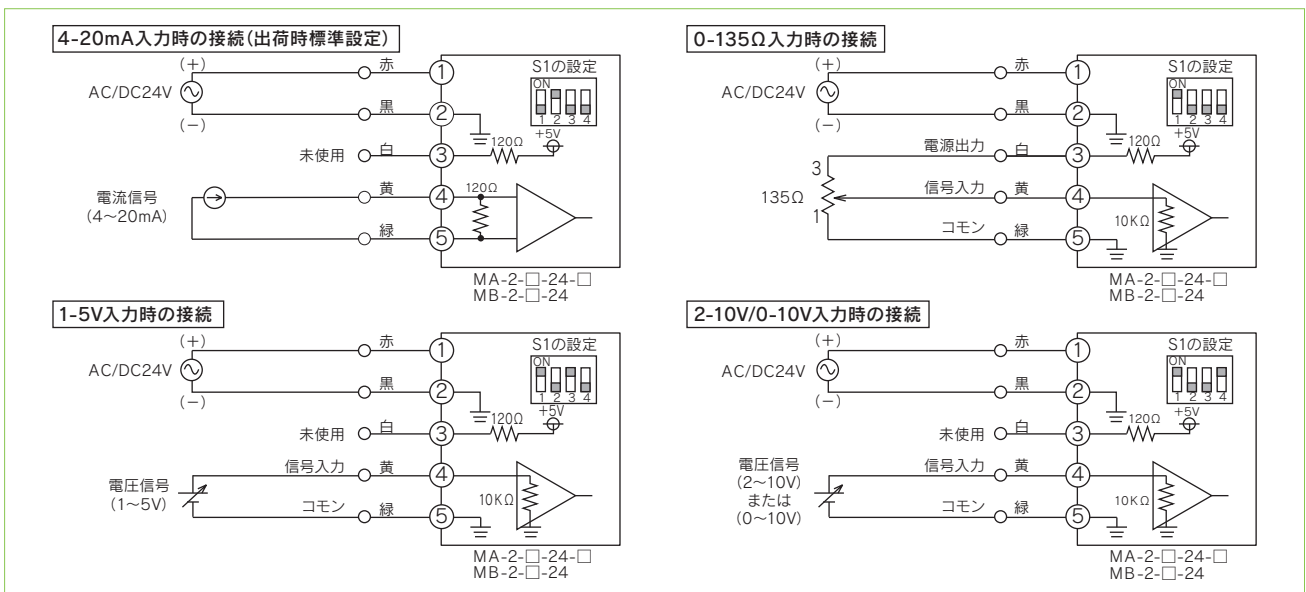 4-20mA入力時の接続(出荷時標準設定)
(+)
AC/DC24V
(−)
赤
黒
未使用
白
電流信号
(4〜20mA)
黄
緑
①
②
③
④
⑤
120Ω
+5V
120Ω
S1の設定
ON
1 2 3 4
MA-2-□-24-□
MB-2-□-24
0-135Ω入力時の接続
(+)
AC/DC24V
(−)
赤
黒
電源出力
白
3
135Ω
1
信号入力
黄
コモン
緑
①
②
③
④
⑤
120Ω
+5V
10KΩ
S1の設定
ON
1 2 3 4
MA-2-□-24-□
MB-2-□-24
1-5V入力時の接続
(+)
AC/DC24V
(−)
赤
黒
未使用
白
電圧信号
(1〜5V)
信号入力
黄
コモン
緑
①
②
③
④
⑤
120Ω
+5V
10KΩ
S1の設定
ON
1 2 3 4
MA-2-□-24-□
MB-2-□-24
2-10V/0-10V入力時の接続
(+)
AC/DC24V
(−)
赤
黒
未使用
白
電圧信号
(2〜10V)
または
(0〜10V)
信号入力
黄
コモン
緑
①
②
③
④
⑤
120Ω
+5V
10KΩ
S1の設定
ON
1 2 3 4
MA-2-□-24-□
MB-2-□-24